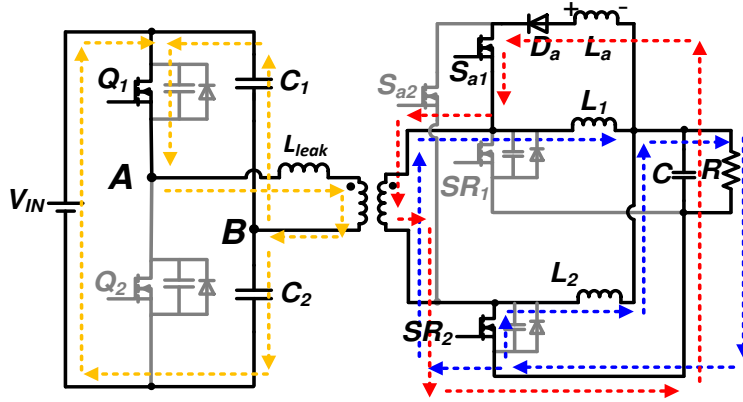 + -
Da La
Q1 C1 Sa1
Sa2
L1
Lleak
A
SR1 C R
VIN
B
L2
Q2 C2
SR2